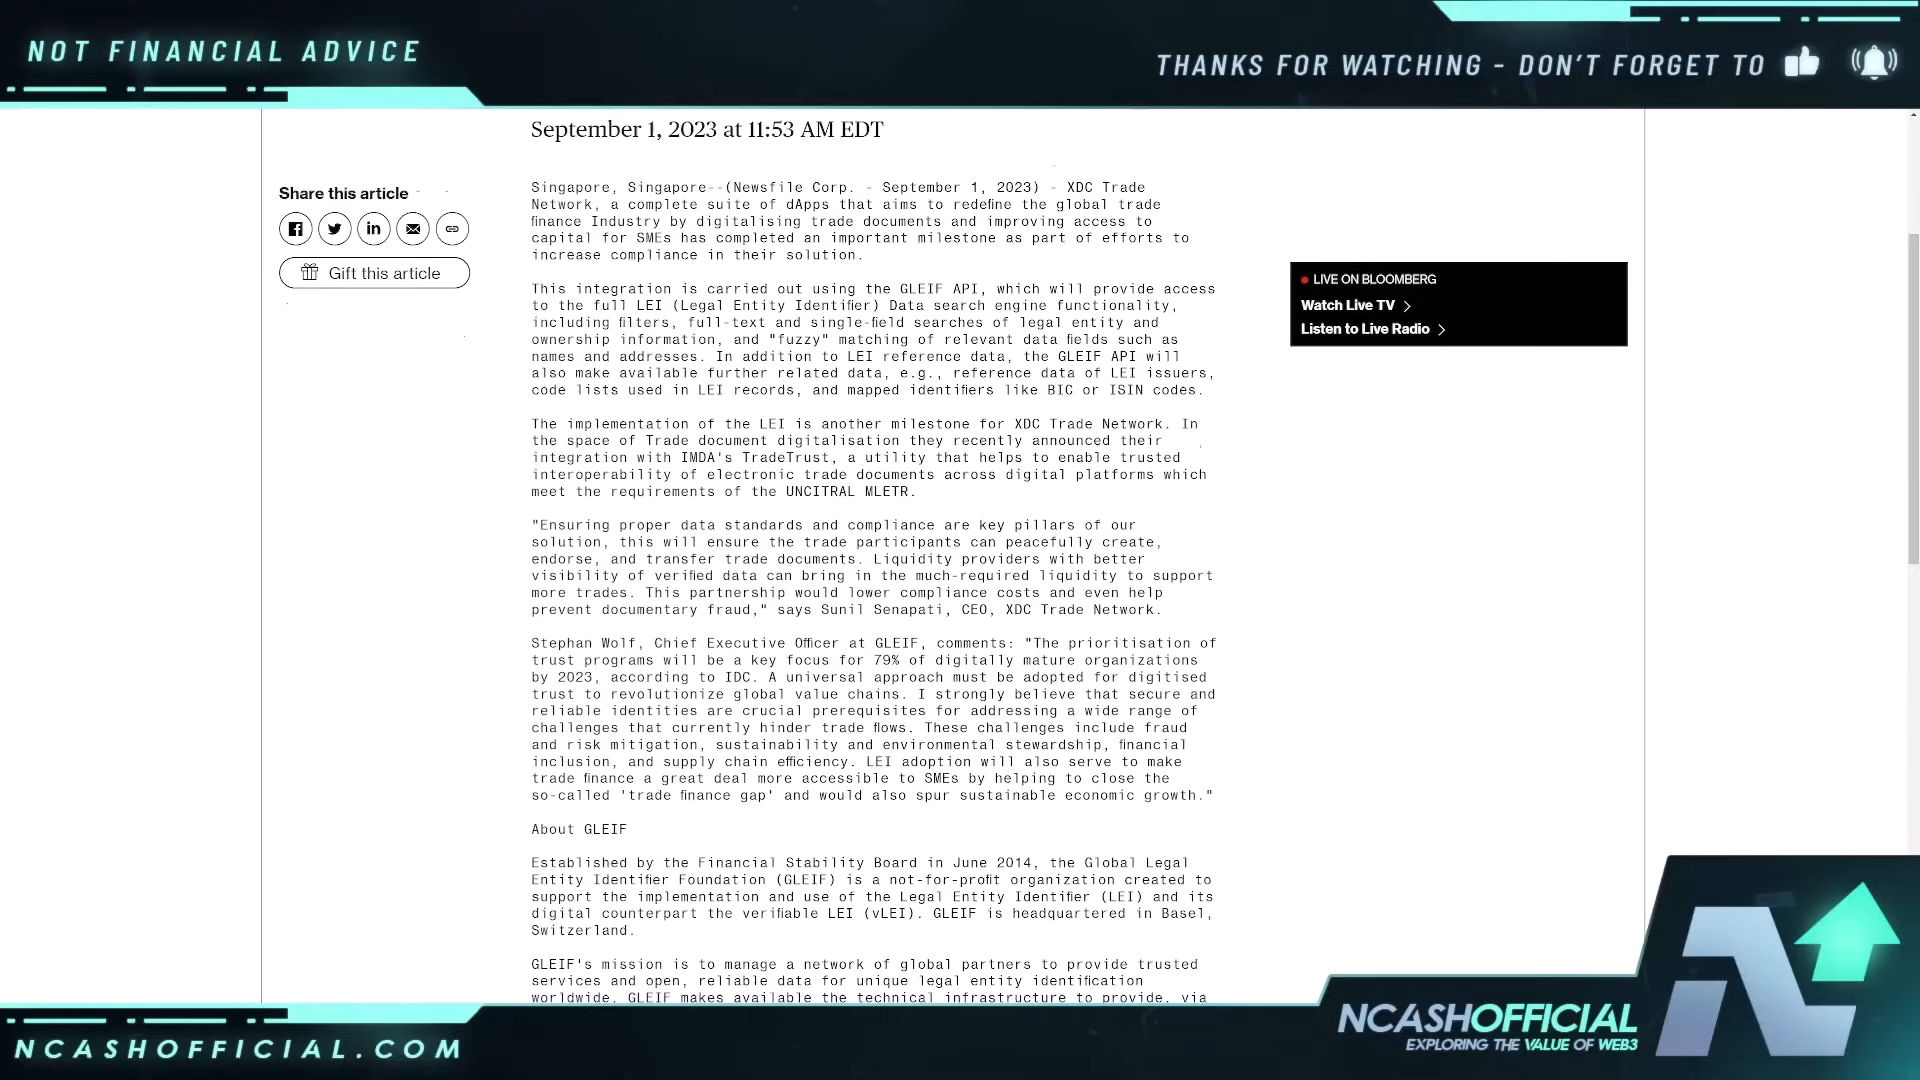 NOT FINANCIAL ADVICE
THANKS FOR WATCHING - DON'T FORGET TO
September 1, 2023 at 11:53 AM EDT
Share this article
Gift this article
Singapore, Singapore--(Newsfile Corp. - September 1, 2023) - XDC Trade
Network, a complete suite of dApps that aims to redefine the global trade
finance Industry by digitalising trade documents and improving access to
capital for SMEs has completed an important milestone as part of efforts to
increase compliance in their solution.
This integration is carried out using the GLEIF API, which will provide access
to the full LEI (Legal Entity Identifier) Data search engine functionality,
including filters, full-text and single-field searches of legal entity and
ownership information, and "fuzzy" matching of relevant data fields such as
names and addresses. In addition to LEI reference data, the GLEIF API will
also make available further related data, e.g., reference data of LEI issuers,
code lists used in LEI records, and mapped identifiers like BIC or ISIN codes.
The implementation of the LEI is another milestone for XDC Trade Network. In
the space of Trade document digitalisation they recently announced their
integration with IMDA's TradeTrust, a utility that helps to enable trusted
interoperability of electronic trade documents across digital platforms which
meet the requirements of the UNCITRAL MLETR.
"Ensuring proper data standards and compliance are key pillars of our
solution, this will ensure the trade participants can peacefully create,
endorse, and transfer trade documents. Liquidity providers with better
visibility of verified data can bring in the much-required liquidity to support
more trades. This partnership would lower compliance costs and even help
prevent documentary fraud," says Sunil Senapati, CEO, XDC Trade Network.
Stephan Wolf, Chief Executive Officer at GLEIF, comments: "The prioritisation of
trust programs will be a key focus for 79% of digitally mature organizations
by 2023, according to IDC. A universal approach must be adopted for digitised
trust to revolutionize global value chains. I strongly believe that secure and
reliable identities are crucial prerequisites for addressing a wide range of
challenges that currently hinder trade flows. These challenges include fraud
and risk mitigation, sustainability and environmental stewardship, financial
inclusion, and supply chain efficiency. LEI adoption will also serve to make
trade finance a great deal more accessible to SMEs by helping to close the
so-called 'trade finance gap' and would also spur sustainable economic growth."
About GLEIF
Established by the Financial Stability Board in June 2014, the Global Legal
Entity Identifier Foundation (GLEIF) is a not-for-profit organization created to
support the implementation and use of the Legal Entity Identifier (LEI) and its
digital counterpart the verifiable LEI (vLEI). GLEIF is headquartered in Basel,
Switzerland.
GLEIF's mission is to manage a network of global partners to provide trusted
services and open, reliable data for unique legal entity identification
worldwide. GLEIF makes available the technical infrastructure to provide, via
LIVE ON BLOOMBERG
Watch Live TV
Listen to Live Radio
NCASHOFFICIAL.COM
NCASHOFFICIAL
EXPLORING THE VALUE OF WEB3